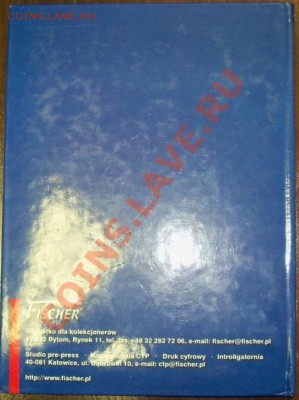 COINS.LAVE.RU
COINS.LAVE.RU
FISCHER
Wszystko dla kolekcjonerów
Bytom, Rynek 11, tel. fax +48 32 282 72 06, e-mail: fischer@fischer.pl
Studio pre-press · CTP · Druk cyfrowy · Introligatornia
40-081 Katowice, ul. Dąbrowki 10, e-mail: ctp@fischer.pl
http://www.fischer.pl